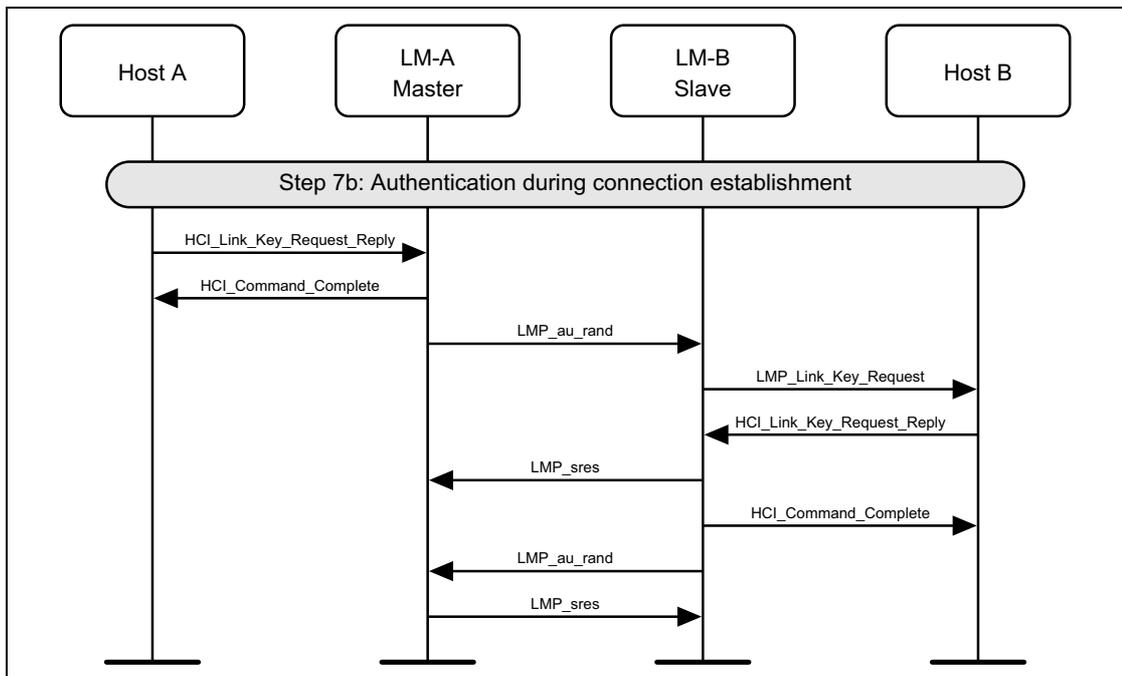 Host A
LM-A
Master
LM-B
Slave
Host B
Step 7b: Authentication during connection establishment
HCI_Link_Key_Request_Reply
HCI_Command_Complete
LMP_au_rand
LMP_Link_Key_Request
HCI_Link_Key_Request_Reply
LMP_sres
HCI_Command_Complete
LMP_au_rand
LMP_sres